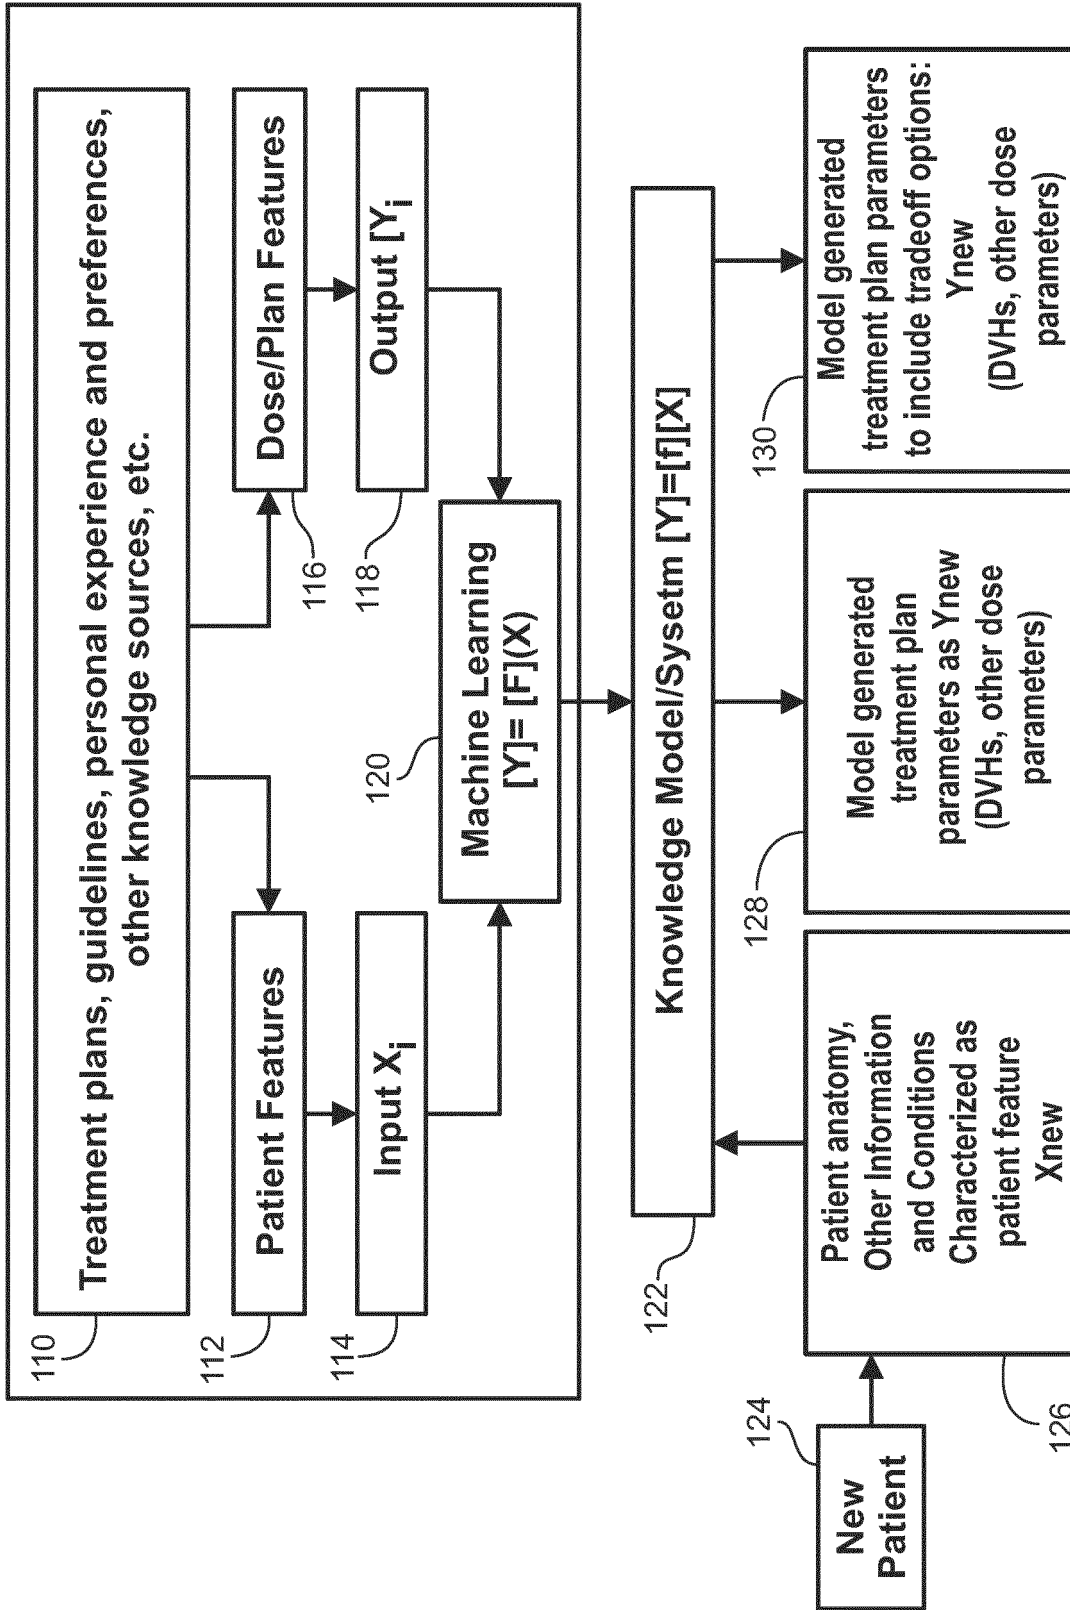 110
Treatment plans, guidelines, personal experience and preferences,
other knowledge sources, etc.
112
Patient Features
116
Dose/Plan Features
114
Input Xi
118
Output [Yi
120
Machine Learning
[Y]= [F](X)
122
Knowledge Model/Sysetm [Y]=[f][X]
124
New
Patient
126
Patient anatomy,
Other Information
and Conditions
Characterized as
patient feature
Xnew
128
Model generated
treatment plan
parameters as Ynew
(DVHs, other dose
parameters)
130
Model generated
treatment plan parameters
to include tradeoff options:
Ynew
(DVHs, other dose
parameters)